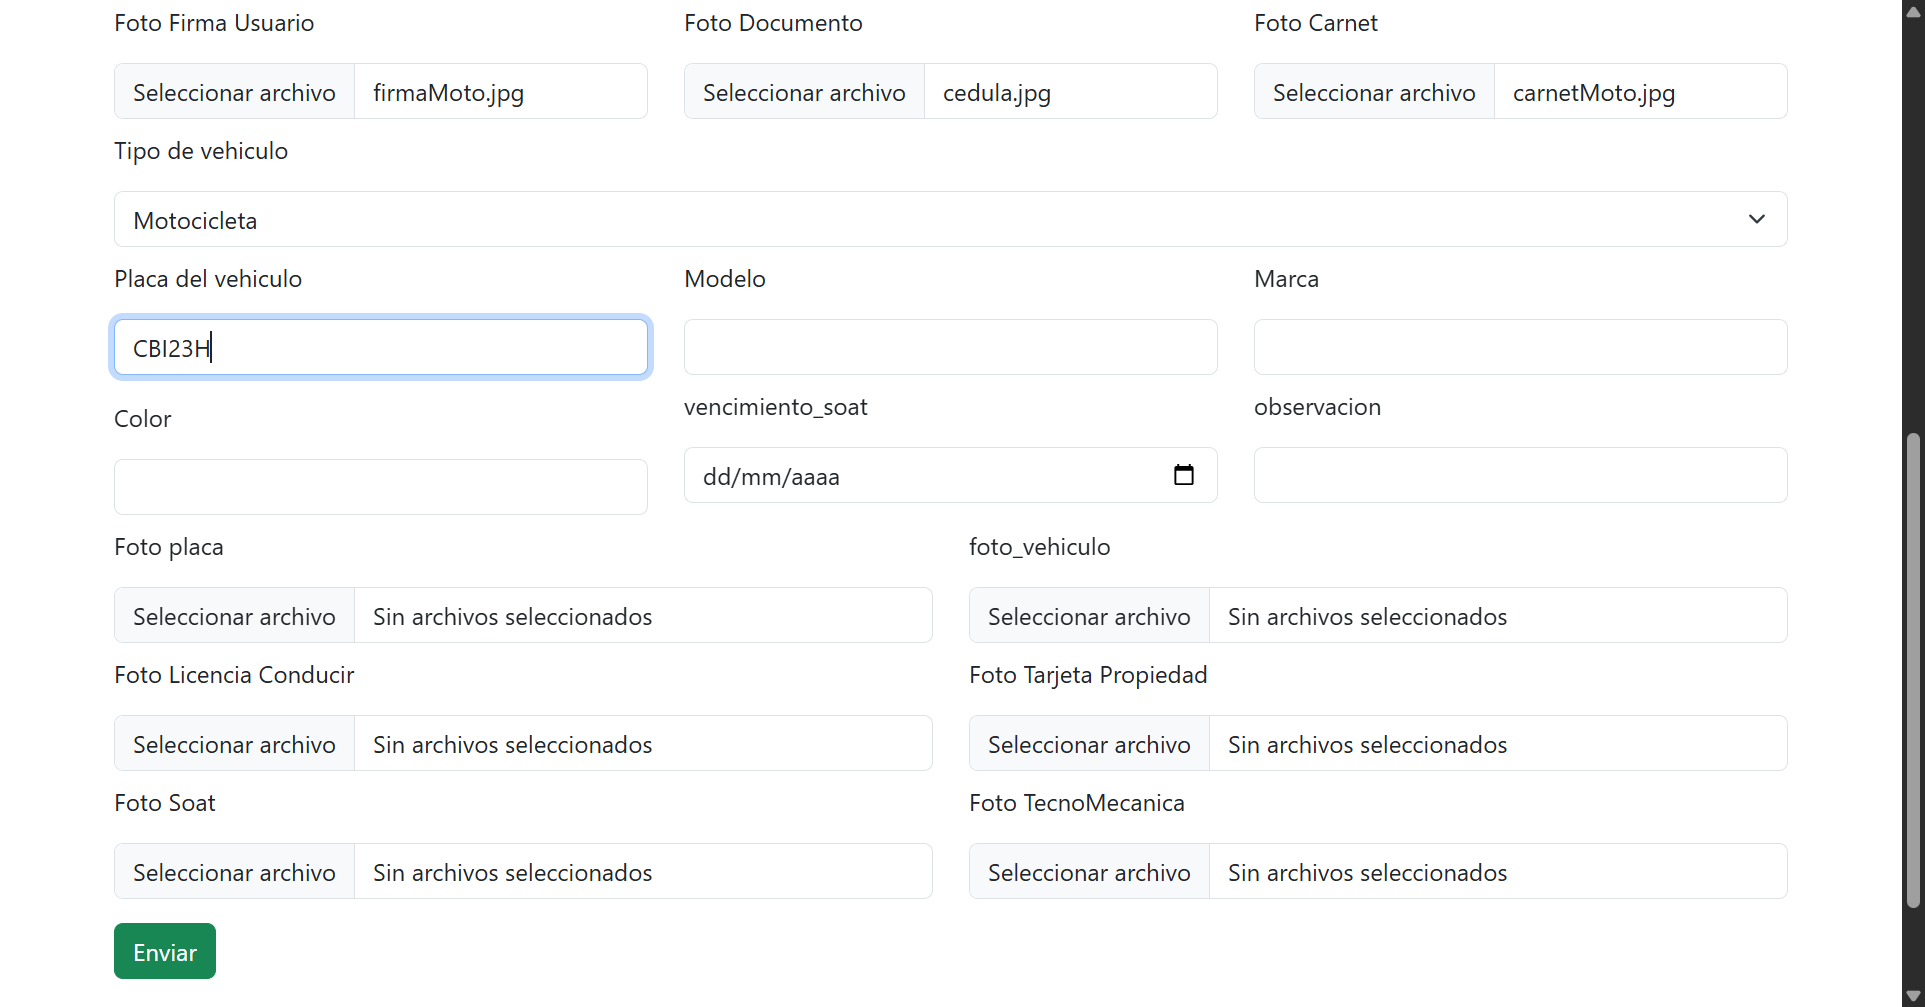 Foto Firma Usuario
Foto Documento
Foto Carnet
Seleccionar archivo firmaMoto.jpg
Seleccionar archivo cedula.jpg
Seleccionar archivo carnetMoto.jpg
Tipo de vehiculo
Motocicleta
Placa del vehiculo
Modelo
Marca
CBI23H
Color
vencimiento_soat
observacion
dd/mm/aaaa
Foto placa
foto_vehiculo
Seleccionar archivo Sin archivos seleccionados
Seleccionar archivo Sin archivos seleccionados
Foto Licencia Conducir
Foto Tarjeta Propiedad
Seleccionar archivo Sin archivos seleccionados
Seleccionar archivo Sin archivos seleccionados
Foto Soat
Foto TecnoMecanica
Seleccionar archivo Sin archivos seleccionados
Seleccionar archivo Sin archivos seleccionados
Enviar